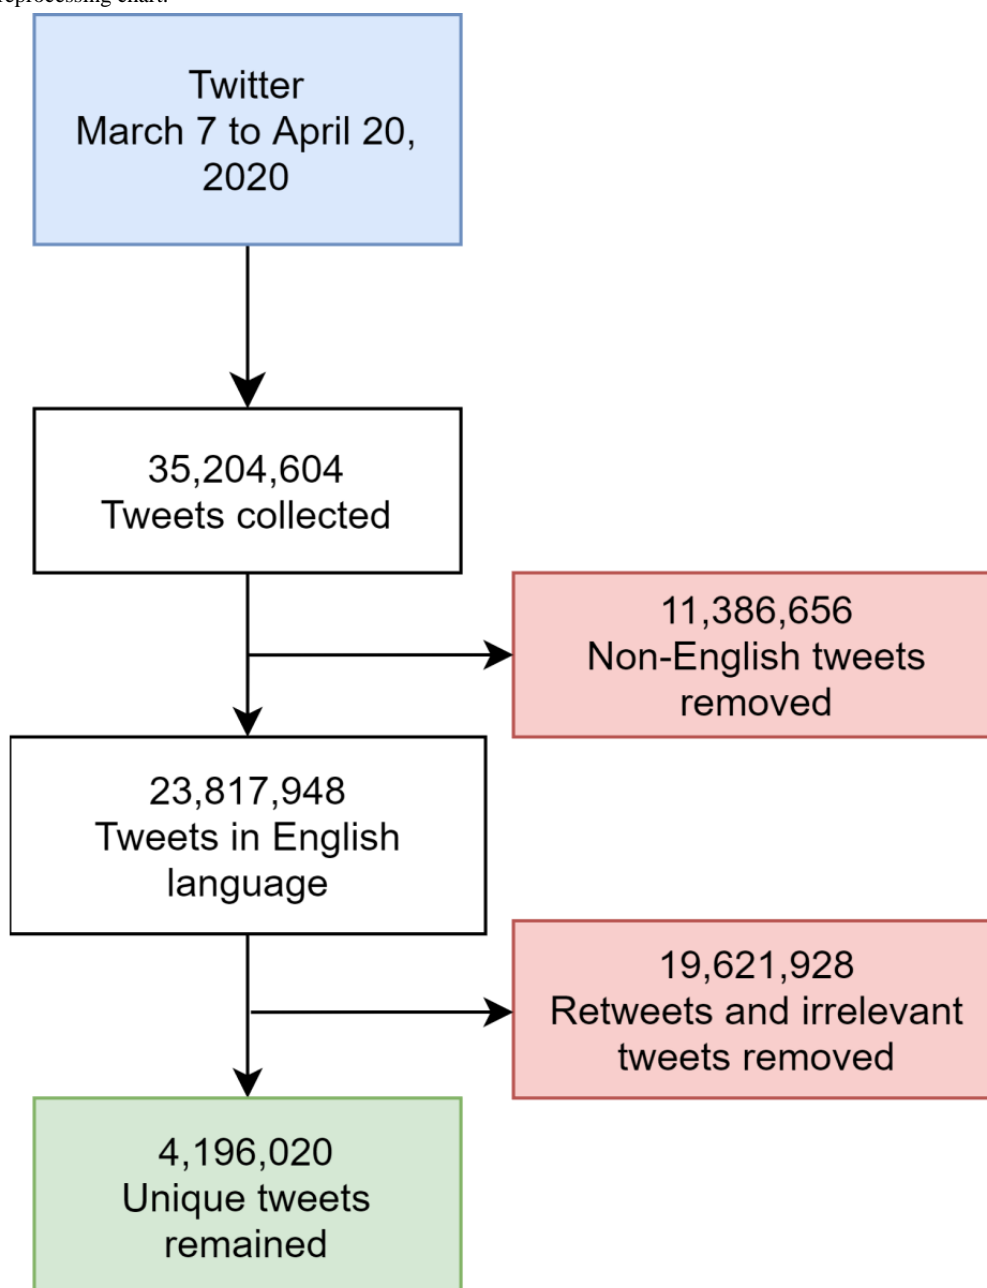 reprocessing chart.
Twitter
March 7 to April 20,
2020
35,204,604
Tweets collected
11,386,656
Non-English tweets
removed
23,817,948
Tweets in English
language
19,621,928
Retweets and irrelevant
tweets removed
4,196,020
Unique tweets
remained